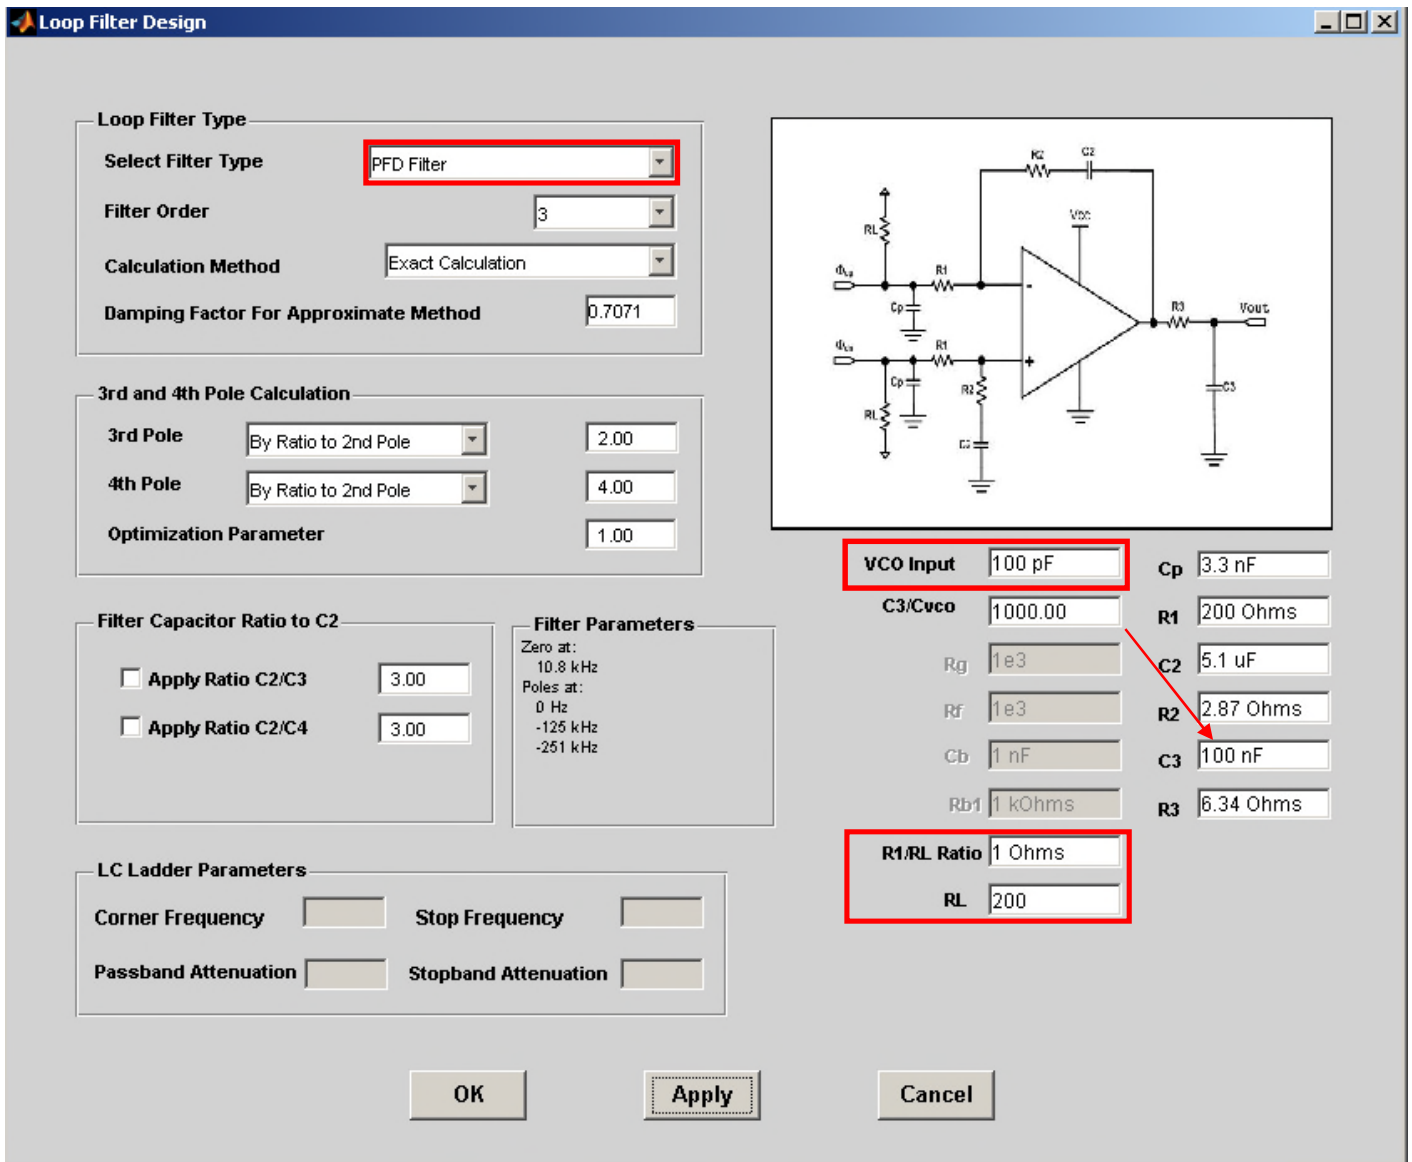 Loop Filter Design
Loop Filter Type
Select Filter Type
PFD Filter
Filter Order
3
Calculation Method
Exact Calculation
Damping Factor For Approximate Method
0.7071
3rd and 4th Pole Calculation
3rd Pole
By Ratio to 2nd Pole
2.00
4th Pole
By Ratio to 2nd Pole
4.00
Optimization Parameter
1.00
Filter Capacitor Ratio to C2
Apply Ratio C2/C3
3.00
Apply Ratio C2/C4
3.00
Filter Parameters
Zero at:
10.8 kHz
Poles at:
0 Hz
-125 kHz
-251 kHz
LC Ladder Parameters
Corner Frequency
Stop Frequency
Passband Attenuation
Stopband Attenuation
R2
C2
Vcc
RL
R1
Cp
R3
Vout
R1
Cp
R2
C3
RL
VCO Input
100 pF
C3/Cvco
1000.00
Rg
1e3
Rf
1e3
Cb
1 nF
Rb1
1 kOhms
R1/RL Ratio
1 Ohms
RL
200
Cp
3.3 nF
R1
200 Ohms
C2
5.1 uF
R2
2.87 Ohms
C3
100 nF
R3
6.34 Ohms
OK
Apply
Cancel